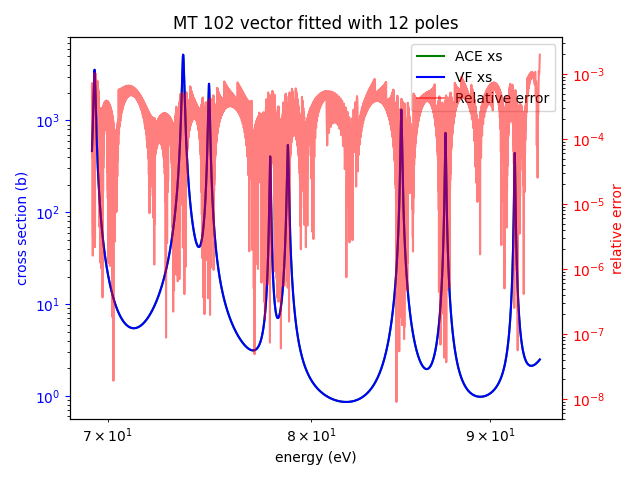 MT 102 vector fitted with 12 poles
ACE xs
VF xs
Relative error
cross section (b)
10³
10²
10¹
10⁰
10⁻³
10⁻⁴
10⁻⁵
10⁻⁶
10⁻⁷
10⁻⁸
relative error
7 × 10¹
8 × 10¹
9 × 10¹
energy (eV)